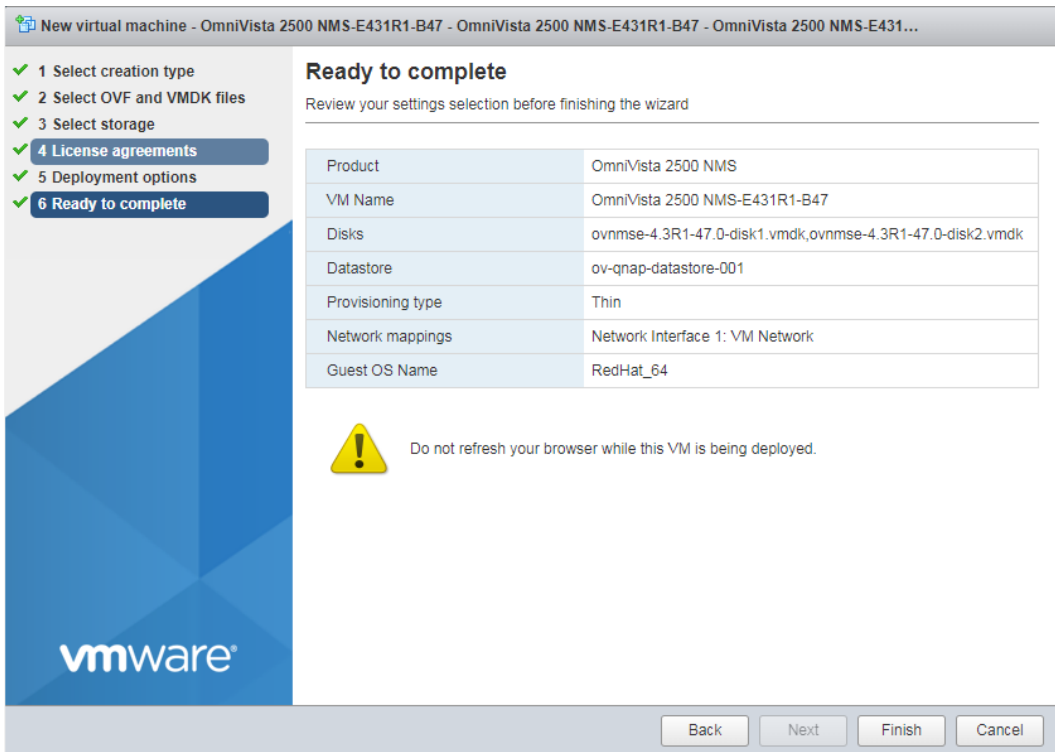 New virtual machine - OmniVista 2500 NMS-E431R1-B47 - OmniVista 2500 NMS-E431R1-B47 - OmniVista 2500 NMS-E431...
1 Select creation type
2 Select OVF and VMDK files
3 Select storage
4 License agreements
5 Deployment options
6 Ready to complete
Ready to complete
Review your settings selection before finishing the wizard
Product OmniVista 2500 NMS
VM Name OmniVista 2500 NMS-E431R1-B47
Disks ovnmse-4.3R1-47.0-disk1.vmdk,ovnmse-4.3R1-47.0-disk2.vmdk
Datastore ov-qnap-datastore-001
Provisioning type Thin
Network mappings Network Interface 1: VM Network
Guest OS Name RedHat_64
Do not refresh your browser while this VM is being deployed.
vmware®
Back Next Finish Cancel